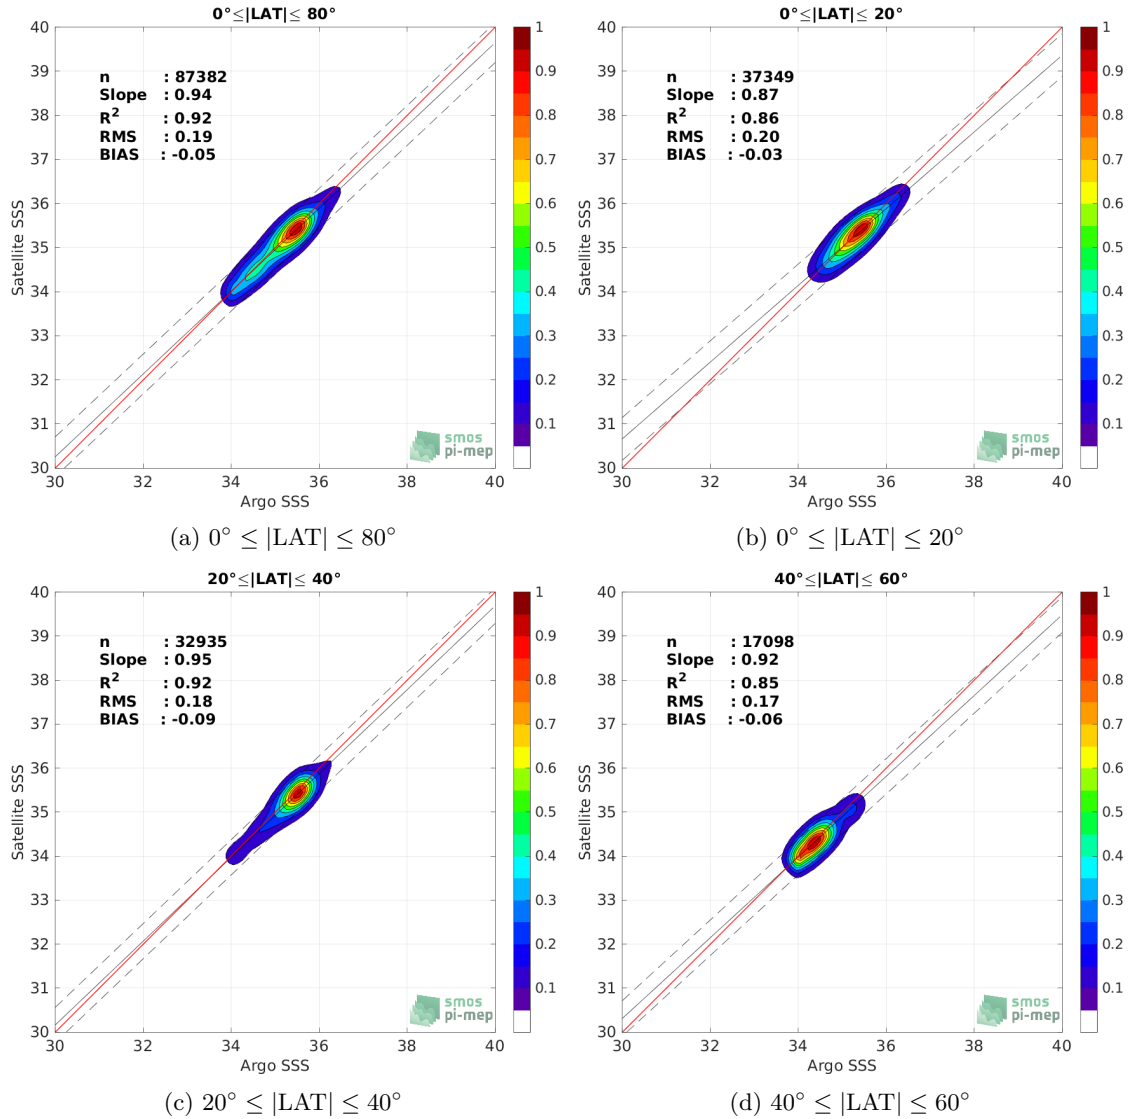 0°≤|LAT|≤ 80°
n : 87382
Slope : 0.94
R² : 0.92
RMS : 0.19
BIAS : -0.05
40
39
38
37
36
35
34
33
32
31
30
30 32 34 36 38 40
Satellite SSS
Argo SSS
smos
pi-mep
1
0.9
0.8
0.7
0.6
0.5
0.4
0.3
0.2
0.1
(a) 0° ≤ |LAT| ≤ 80°
0°≤|LAT|≤ 20°
n : 37349
Slope : 0.87
R² : 0.86
RMS : 0.20
BIAS : -0.03
40
39
38
37
36
35
34
33
32
31
30
30 32 34 36 38 40
Satellite SSS
Argo SSS
smos
pi-mep
1
0.9
0.8
0.7
0.6
0.5
0.4
0.3
0.2
0.1
(b) 0° ≤ |LAT| ≤ 20°
20°≤|LAT|≤ 40°
n : 32935
Slope : 0.95
R² : 0.92
RMS : 0.18
BIAS : -0.09
40
39
38
37
36
35
34
33
32
31
30
30 32 34 36 38 40
Satellite SSS
Argo SSS
smos
pi-mep
1
0.9
0.8
0.7
0.6
0.5
0.4
0.3
0.2
0.1
(c) 20° ≤ |LAT| ≤ 40°
40°≤|LAT|≤ 60°
n : 17098
Slope : 0.92
R² : 0.85
RMS : 0.17
BIAS : -0.06
40
39
38
37
36
35
34
33
32
31
30
30 32 34 36 38 40
Satellite SSS
Argo SSS
smos
pi-mep
1
0.9
0.8
0.7
0.6
0.5
0.4
0.3
0.2
0.1
(d) 40° ≤ |LAT| ≤ 60°